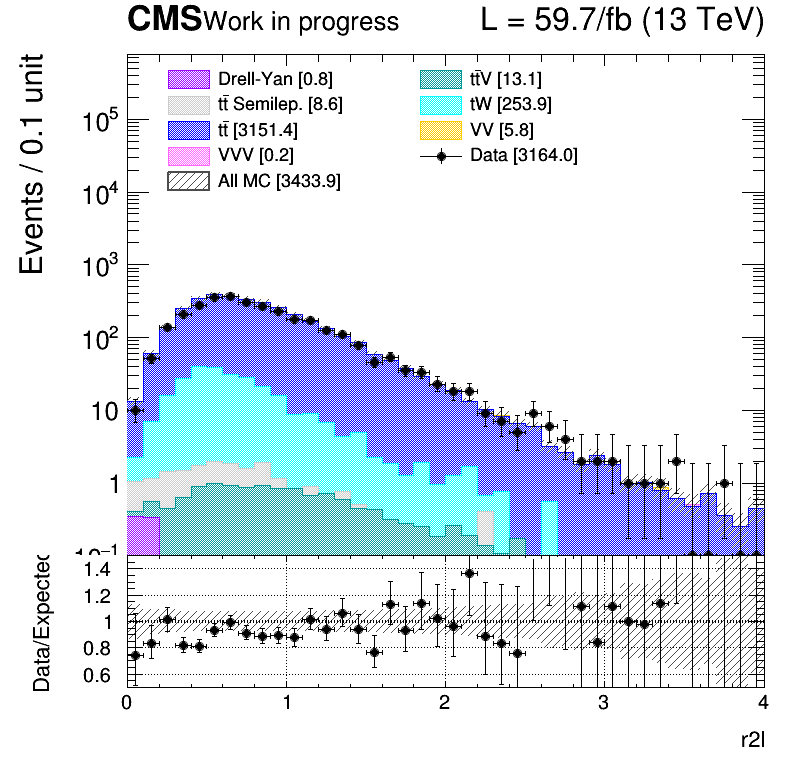 CMS Work in progress L = 59.7/fb (13 TeV)
Events / 0.1 unit
Drell-Yan [0.8]
tt̄ Semilep. [8.6]
tt̄ [3151.4]
VVV [0.2]
All MC [3433.9]
tt̄V [13.1]
tW [253.9]
VV [5.8]
Data [3164.0]
10⁵
10⁴
10³
10²
10
1
10⁻¹
Data/Expected
1.4
1.2
1
0.8
0.6
0 1 2 3 4
r2l